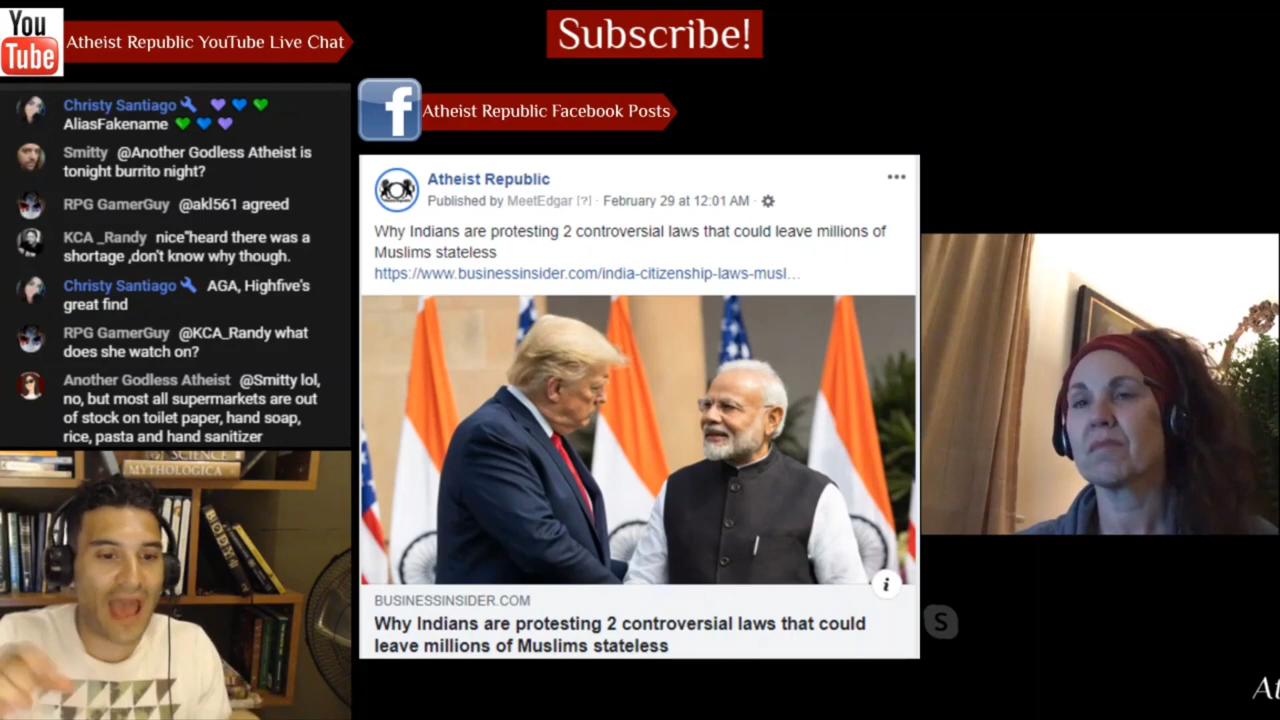 You
Tube
Atheist Republic YouTube Live Chat
Subscribe!
Christy Santiago
AliasFakename
Smitty @Another Godless Atheist is
tonight burrito night?
RPG GamerGuy @akl561 agreed
KCA _Randy nice"heard there was a
shortage ,don't know why though.
Christy Santiago AGA, Highfive's
great find
RPG GamerGuy @KCA_Randy what
does she watch on?
Another Godless Atheist @Smitty lol,
no, but most all supermarkets are out
of stock on toilet paper, hand soap,
rice, pasta and hand sanitizer
f
Atheist Republic Facebook Posts
Atheist Republic
Published by MeetEdgar [?] · February 29 at 12:01 AM ·
Why Indians are protesting 2 controversial laws that could leave millions of
Muslims stateless
https://www.businessinsider.com/india-citizenship-laws-musl...
i
BUSINESSINSIDER.COM
Why Indians are protesting 2 controversial laws that could
leave millions of Muslims stateless
SCIENCE
MYTHOLOGICA
S
At